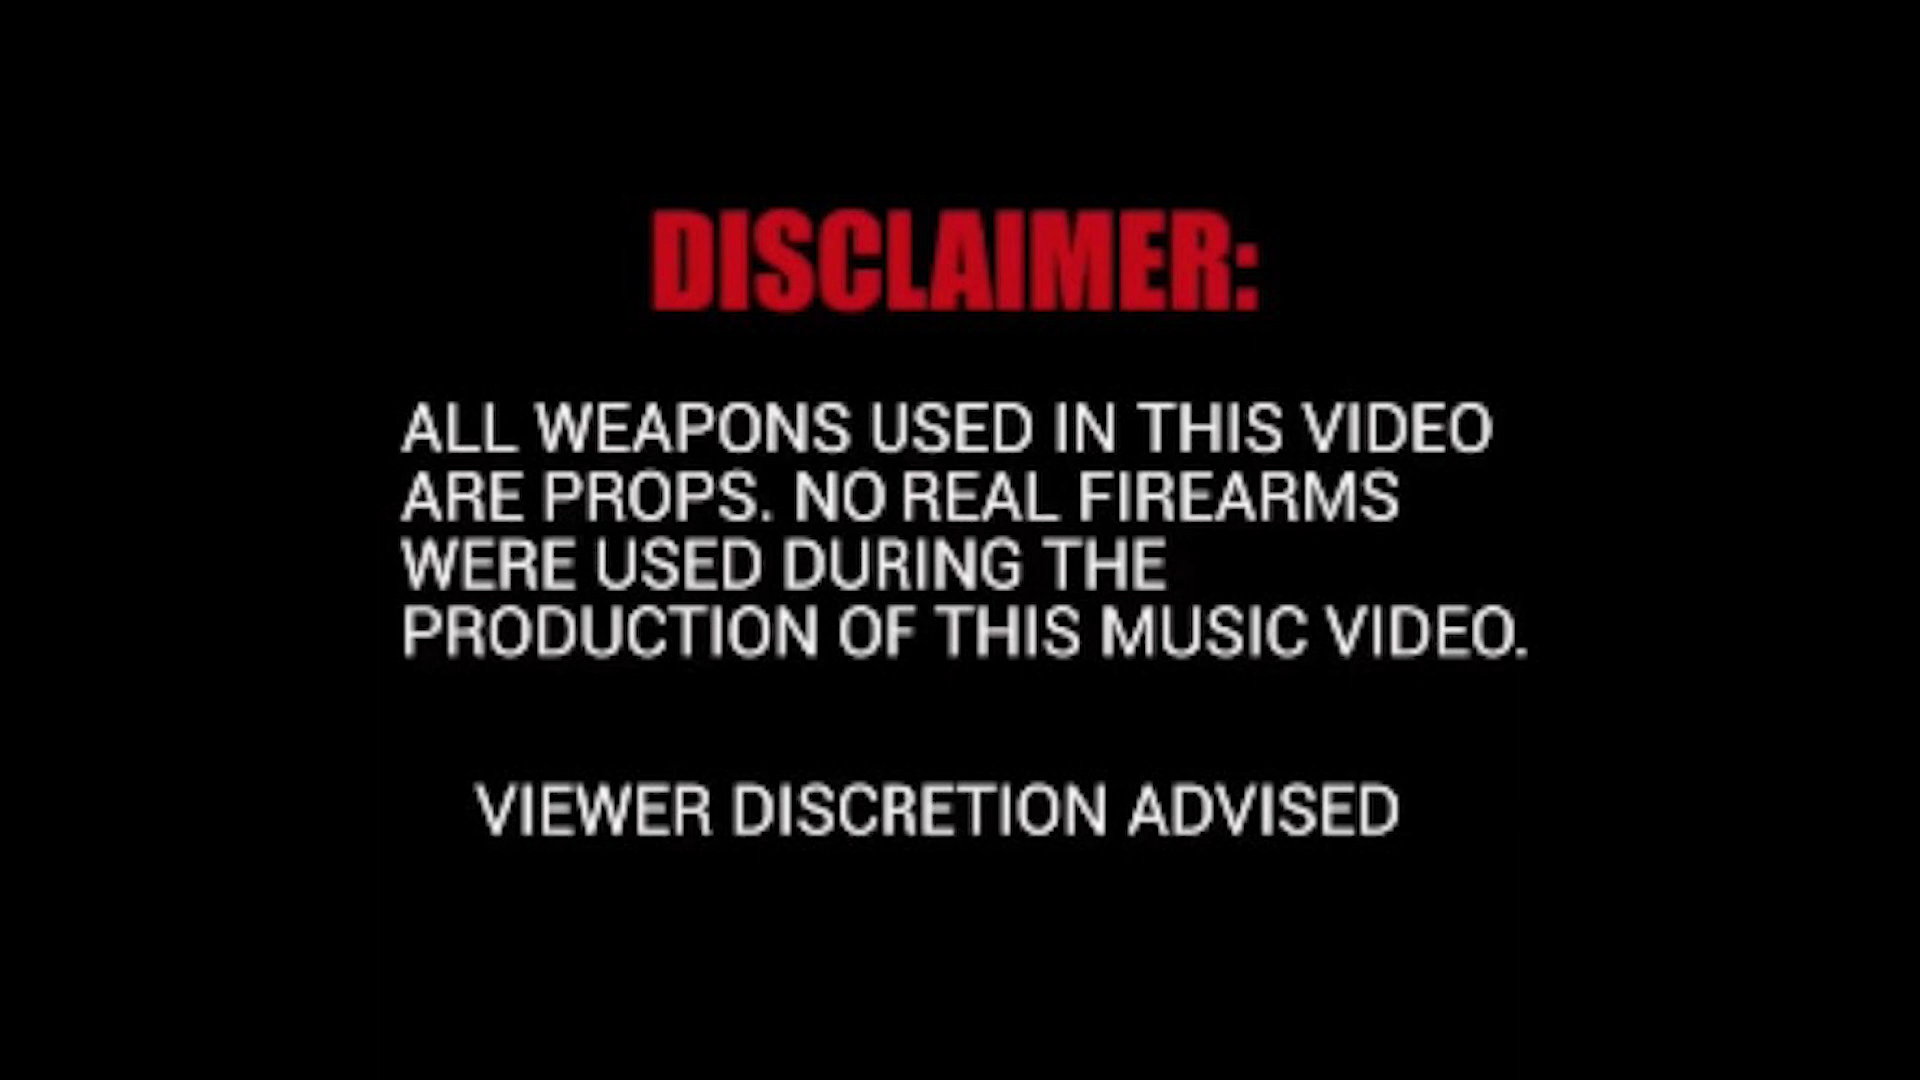 DISCLAIMER:
ALL WEAPONS USED IN THIS VIDEO
ARE PROPS. NO REAL FIREARMS
WERE USED DURING THE
PRODUCTION OF THIS MUSIC VIDEO.
VIEWER DISCRETION ADVISED